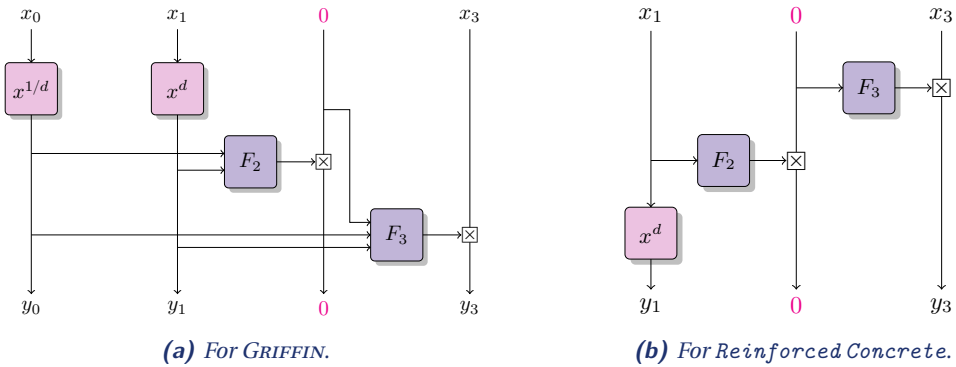 x₀ x₁ 0 x₃
x^{1/d} x^d
F₂
F₃
y₀ y₁ 0 y₃
(a) For GRIFFIN.
x₁ 0 x₃
F₃
F₂
x^d
y₁ 0 y₃
(b) For Reinforced Concrete.